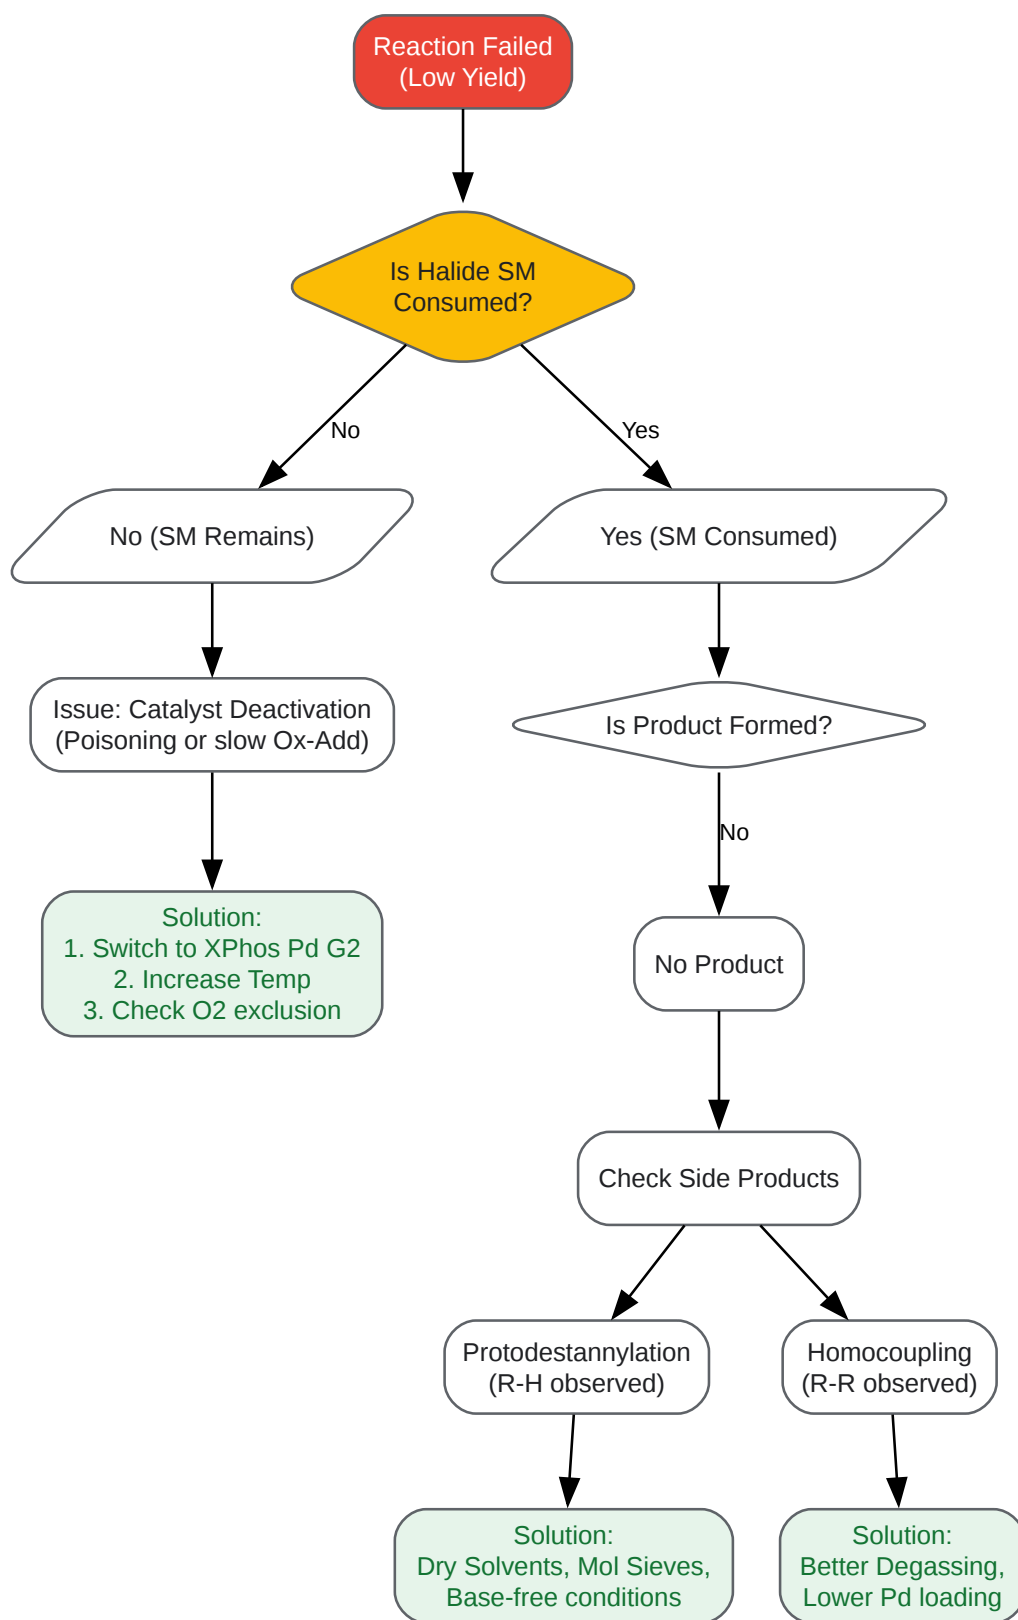 Reaction Failed
(Low Yield)
Is Halide SM
Consumed?
No
Yes
No (SM Remains)
Yes (SM Consumed)
Issue: Catalyst Deactivation
(Poisoning or slow Ox-Add)
Is Product Formed?
No
Solution:
1. Switch to XPhos Pd G2
2. Increase Temp
3. Check O2 exclusion
No Product
Check Side Products
Protodestannylation
(R-H observed)
Homocoupling
(R-R observed)
Solution:
Dry Solvents, Mol Sieves,
Base-free conditions
Solution:
Better Degassing,
Lower Pd loading